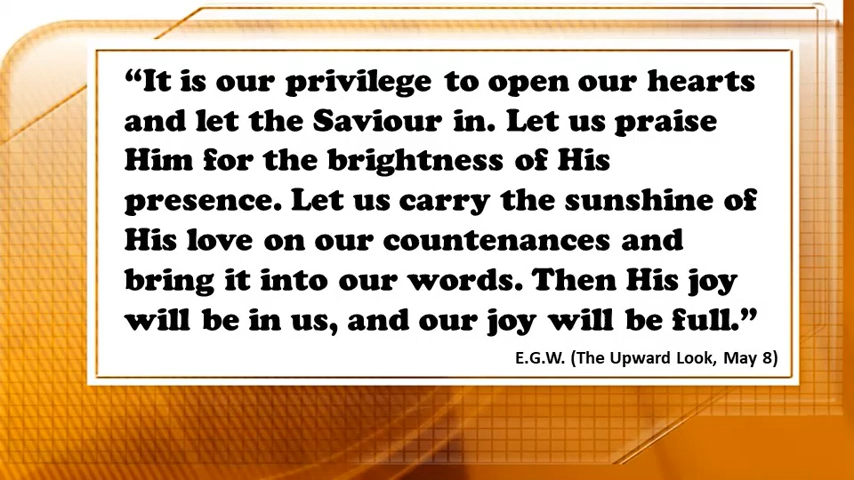 “It is our privilege to open our hearts
and let the Saviour in. Let us praise
Him for the brightness of His
presence. Let us carry the sunshine of
His love on our countenances and
bring it into our words. Then His joy
will be in us, and our joy will be full.”
E.G.W. (The Upward Look, May 8)